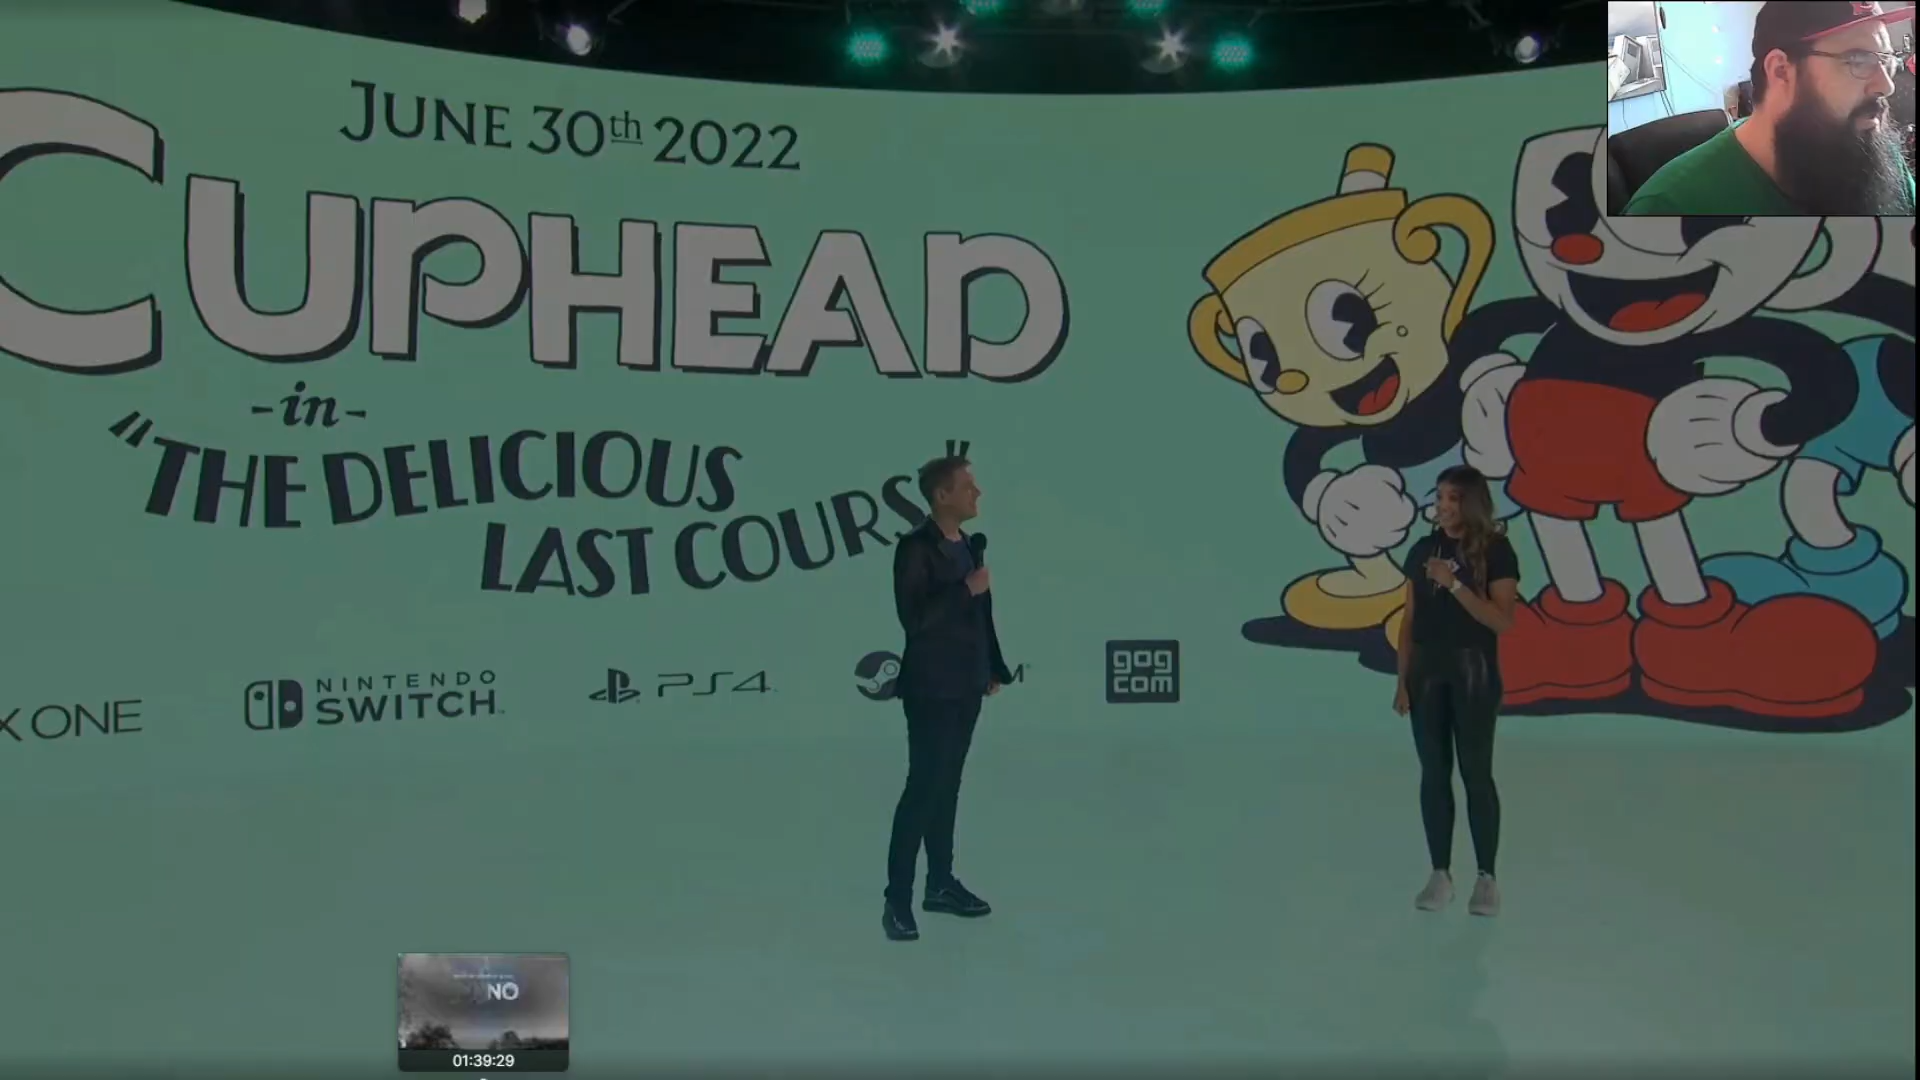 JUNE 30th 2022
CUPHEAD
-in-
"THE DELICIOUS
LAST COURS "
X ONE
NINTENDO
SWITCH
PS4
M
gog
com
NO
01:39:29